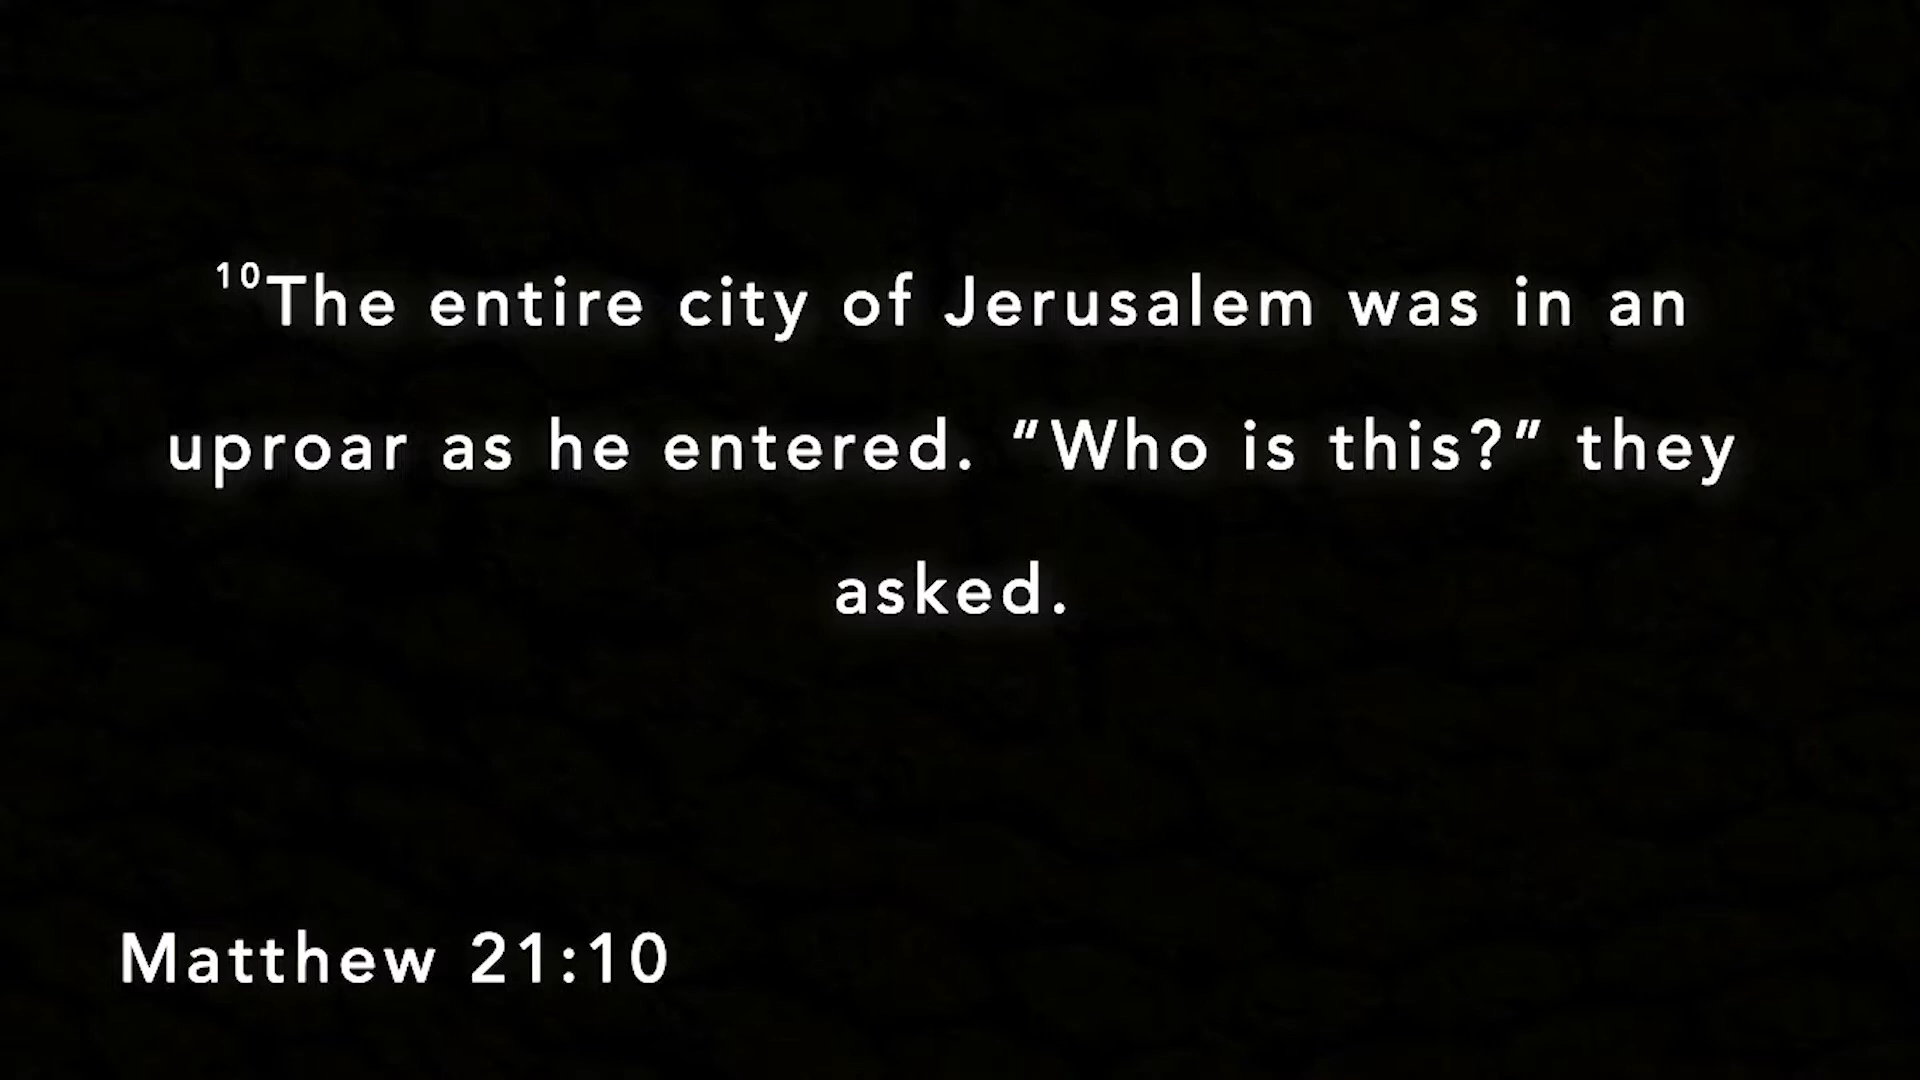 ¹⁰The entire city of Jerusalem was in an
uproar as he entered. “Who is this?” they
asked.
Matthew 21:10